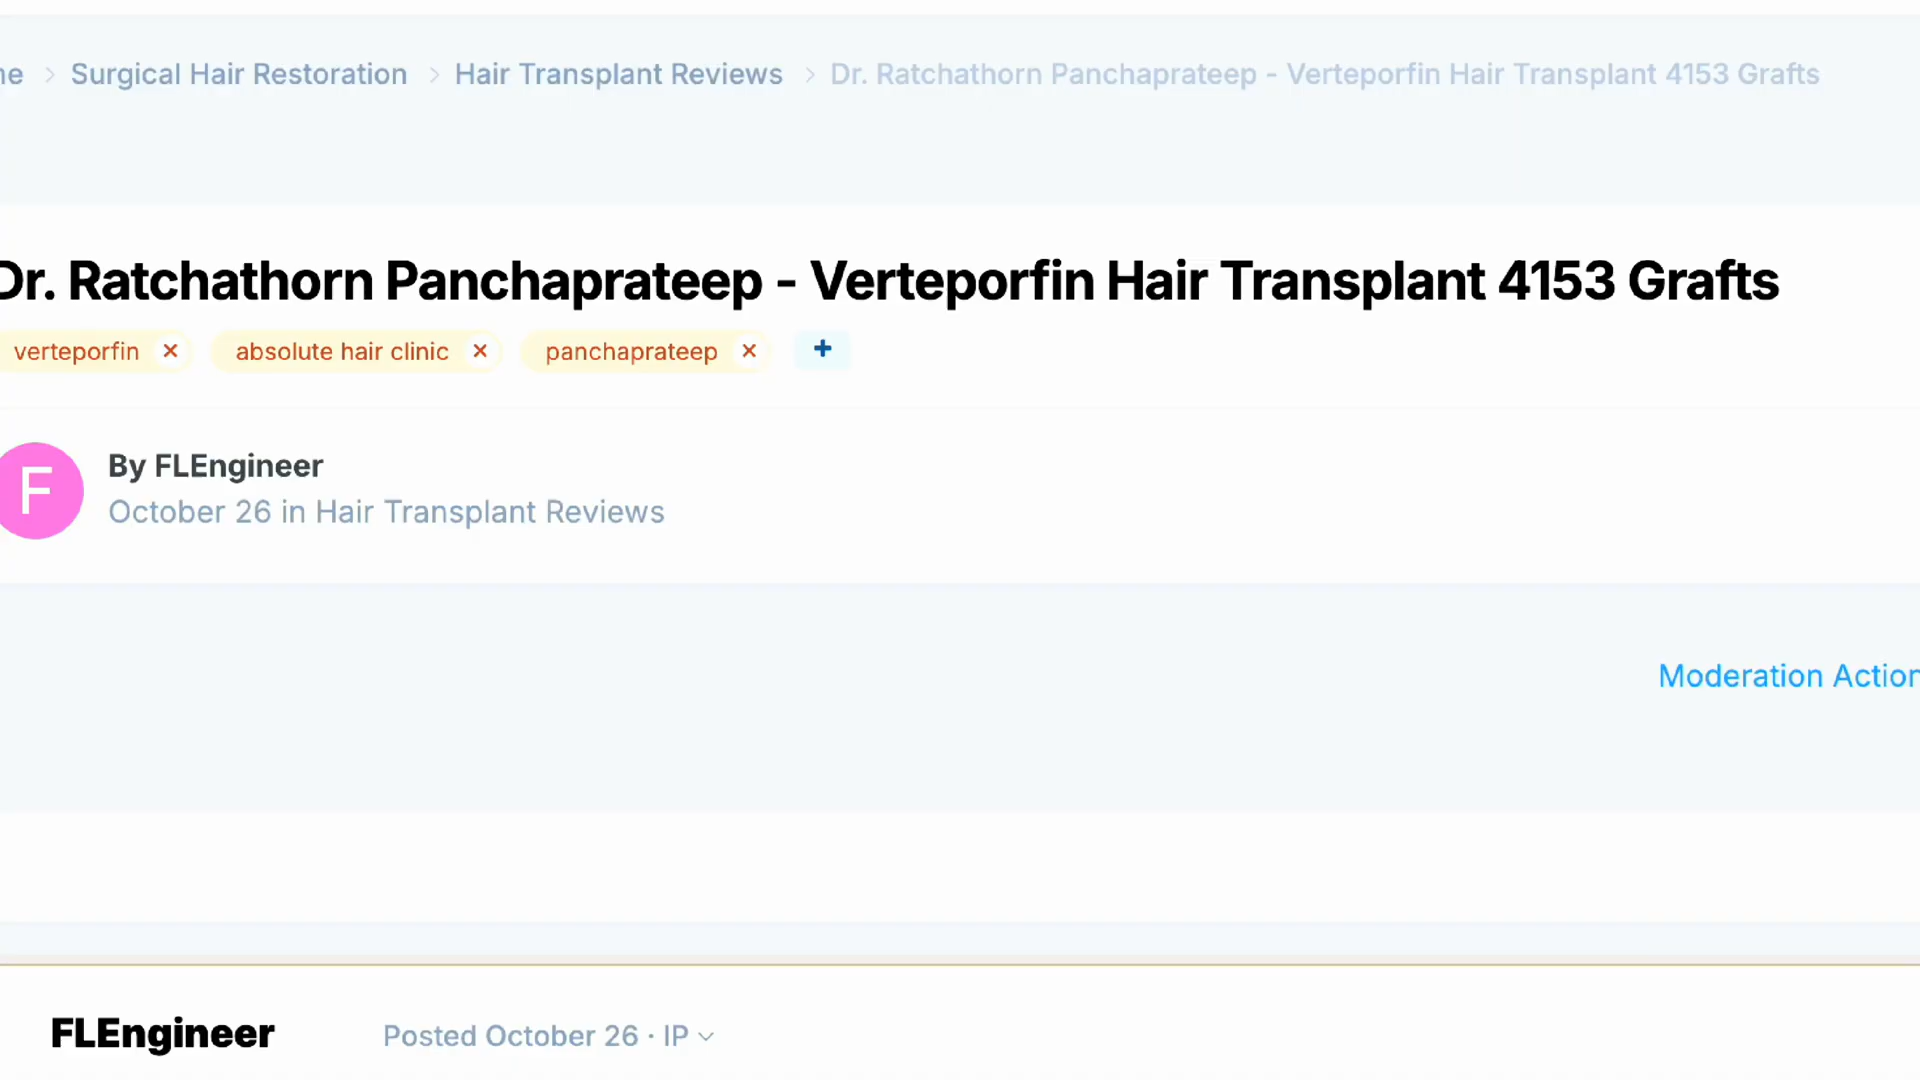 Surgical Hair Restoration > Hair Transplant Reviews > Dr. Ratchathorn Panchaprateep - Verteporfin Hair Transplant 4153 Grafts
Dr. Ratchathorn Panchaprateep - Verteporfin Hair Transplant 4153 Grafts
verteporfin × absolute hair clinic × panchaprateep × +
F
By FLEngineer
October 26 in Hair Transplant Reviews
Moderation Action
FLEngineer
Posted October 26 · IP